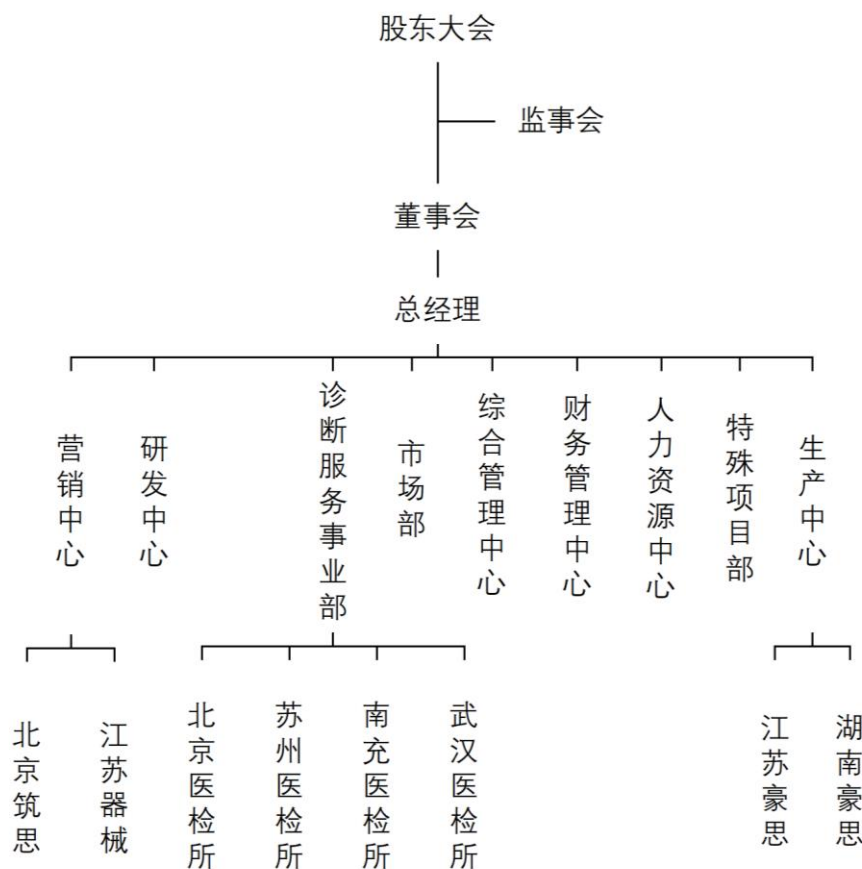 股东大会
监事会
董事会
总经理
营销中心
研发中心
诊断服务事业部
市场部
综合管理中心
财务管理中心
人力资源中心
特殊项目部
生产中心
北京筑思
江苏器械
北京医检所
苏州医检所
南充医检所
武汉医检所
江苏豪思
湖南豪思